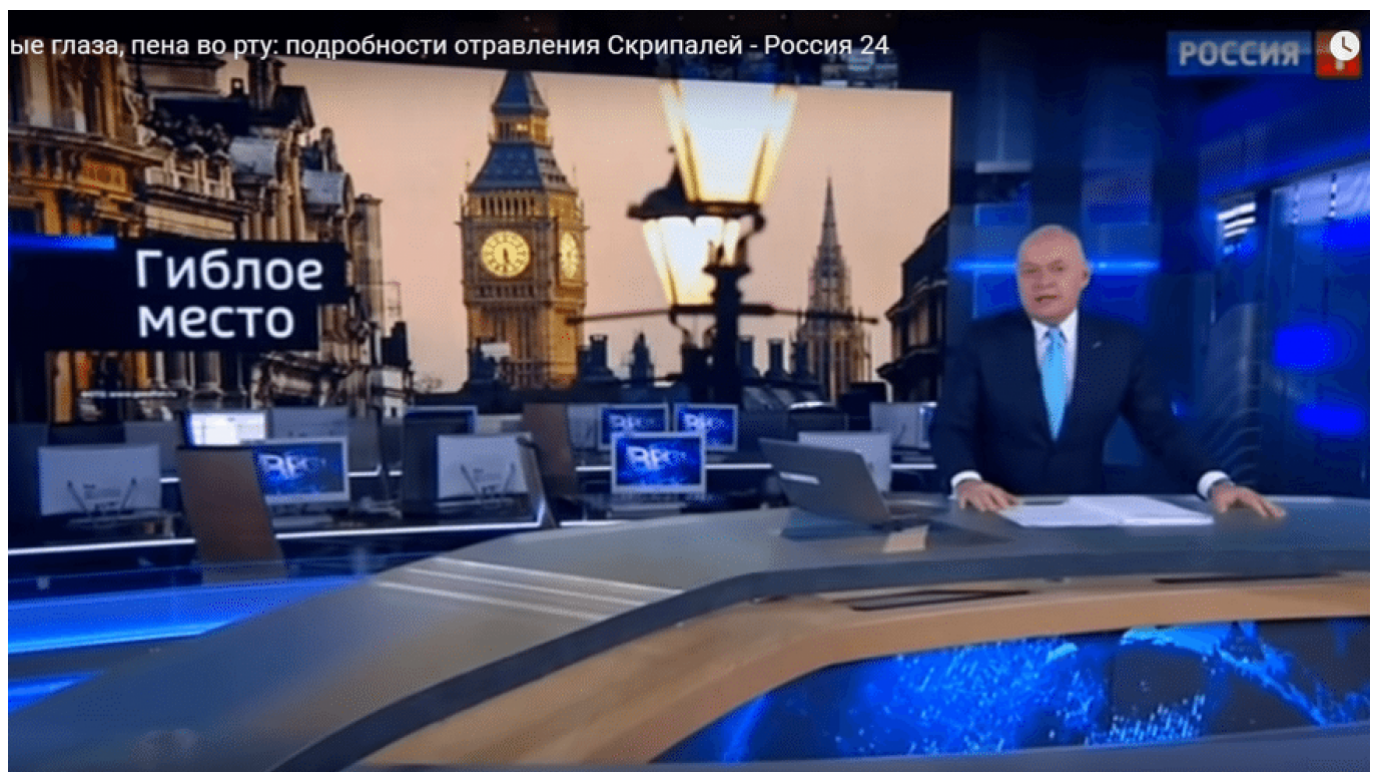 ые глаза, пена во рту: подробности отравления Скрипалей - Россия 24
РОССИЯ
Гиблое
место